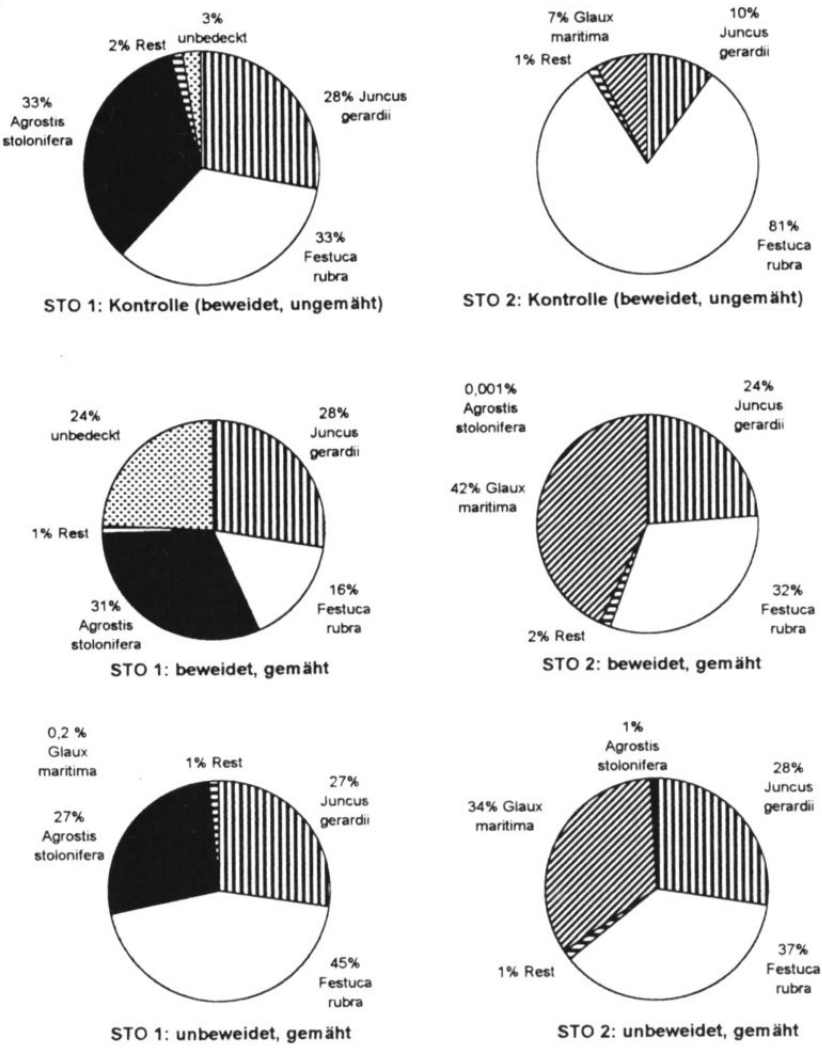 3%
unbedeckt
2% Rest
33%
Agrostis
stolonifera
28% Juncus
gerardii
33%
Festuca
rubra
STO 1: Kontrolle (beweidet, ungemäht)
7% Glaux
maritima
1% Rest
10%
Juncus
gerardii
81%
Festuca
rubra
STO 2: Kontrolle (beweidet, ungemäht)
24%
unbedeckt
28%
Juncus
gerardii
1% Rest
31%
Agrostis
stolonifera
16%
Festuca
rubra
STO 1: beweidet, gemäht
0,001%
Agrostis
stolonifera
24%
Juncus
gerardii
42% Glaux
maritima
2% Rest
32%
Festuca
rubra
STO 2: beweidet, gemäht
0,2 %
Glaux
maritima
1% Rest
27%
Juncus
gerardii
27%
Agrostis
stolonifera
45%
Festuca
rubra
STO 1: unbeweidet, gemäht
1%
Agrostis
stolonifera
28%
Juncus
gerardii
34% Glaux
maritima
1% Rest
37%
Festuca
rubra
STO 2: unbeweidet, gemäht